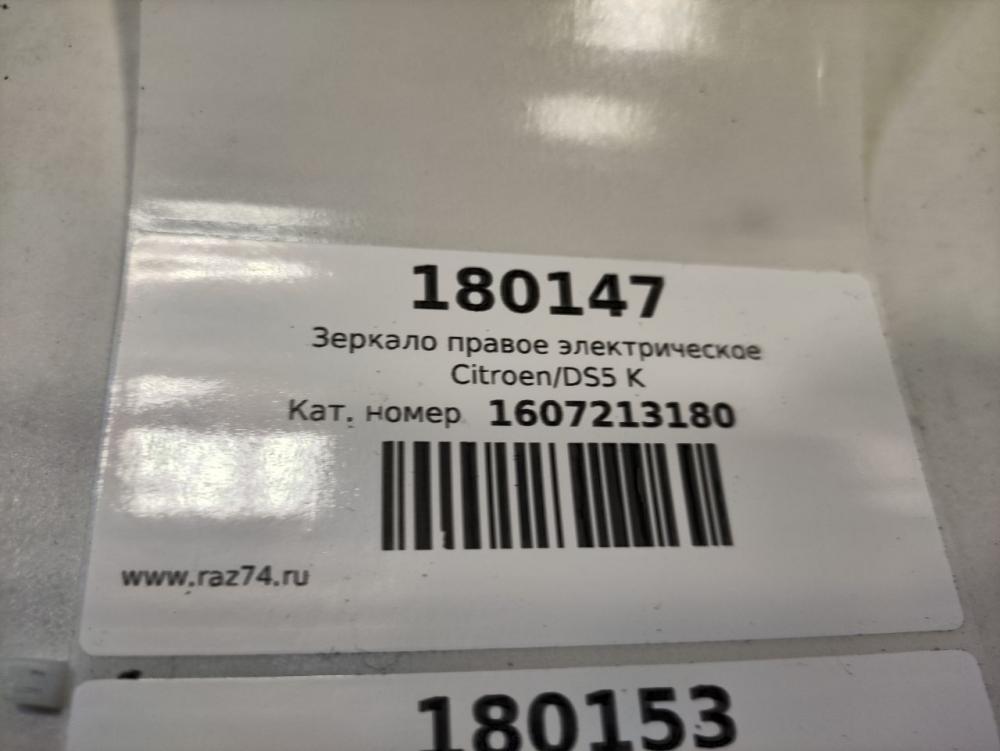 180147
Зеркало правое электрическое
Citroen/DS5 K
Кат. номер 1607213180
www.raz74.ru
180153